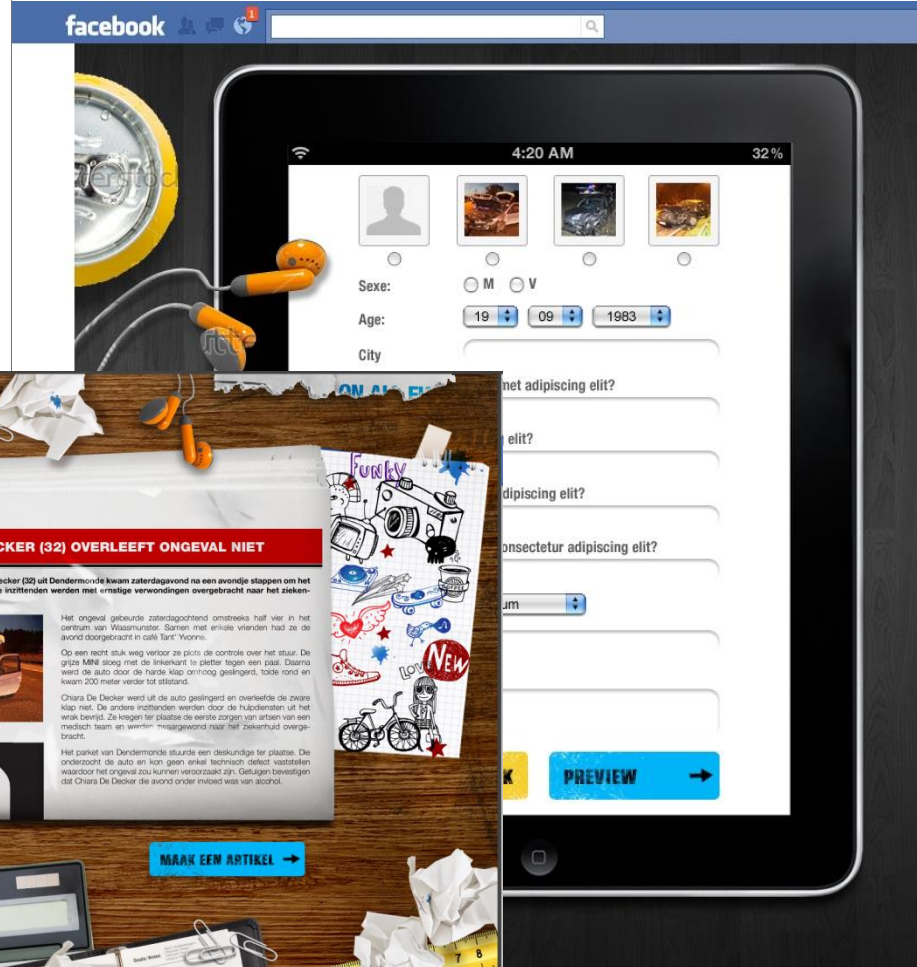 facebook
1
4:20 AM
32%
Sexe:
M
V
Age:
19
09
1983
City
met adipiscing elit?
elit?
adipiscing elit?
consectetur adipiscing elit?
um
K
PREVIEW
FUNKY
CKER (32) OVERLEEFT ONGEVAL NIET
ecker (32) uit Dendermonde kwam zaterdagavond na een avondje stappen om het
e inzittenden werden met ernstige verwondingen overgebracht naar het zieken-
Het ongeval gebeurde zaterdagochtend omstreeks half vier in het
centrum van Waasmunster. Samen met enkele vrienden had ze de
avond doorgebracht in café Tant' Yvonne.
Op een recht stuk weg verloor ze plots de controle over het stuur. De
grijze MINI sloeg met de linkerkant te pletter tegen een paal. Daarna
werd de auto door de harde klap omhoog geslingerd, tolde rond en
kwam 200 meter verder tot stilstand.
Chiara De Decker werd uit de auto geslingerd en overleefde de zware
klap niet. De andere inzittenden werden door de hulpdiensten uit het
wrak bevrijd. Ze kregen ter plaatse de eerste zorgen van artsen van een
medisch team en werden zwaargewond naar het ziekenhuid overge-
bracht.
Het parket van Dendermonde stuurde een deskundige ter plaatse. Die
onderzocht de auto en kon geen enkel technisch defect vaststellen
waardoor het ongeval zou kunnen veroorzaakt zijn. Getuigen bevestigen
dat Chiara De Decker die avond onder invloed was van alcohol.
COFFEE
LOVE
NEW
MAAK EEN ARTIKEL
Goals/Notes
7 8